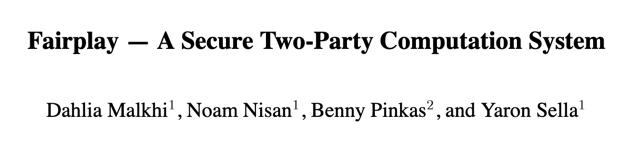 Fairplay — A Secure Two-Party Computation System
Dahlia Malkhi¹, Noam Nisan¹, Benny Pinkas², and Yaron Sella¹